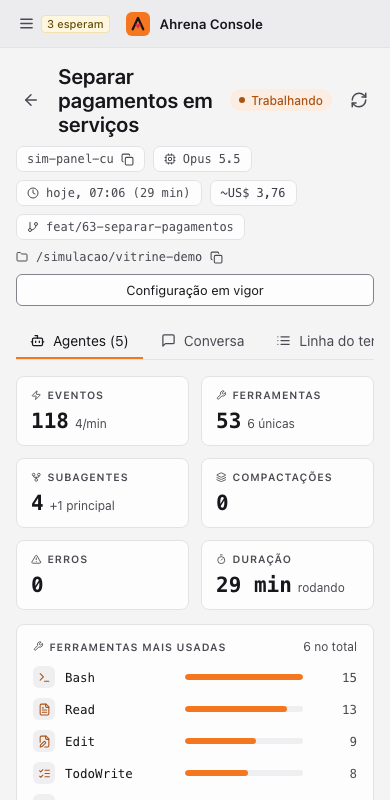 3 esperam
Ahrena Console
Separar
pagamentos em
serviços
Trabalhando
sim-panel-cu
Opus 5.5
hoje, 07:06 (29 min)
~US$ 3,76
feat/63-separar-pagamentos
/simulacao/vitrine-demo
Configuração em vigor
Agentes (5)
Conversa
Linha do
EVENTOS
118 4/min
FERRAMENTAS
53 6 únicas
SUBAGENTES
4 +1 principal
COMPACTAÇÕES
0
ERROS
0
DURAÇÃO
29 min rodando
FERRAMENTAS MAIS USADAS
6 no total
Bash
15
Read
13
Edit
9
TodoWrite
8